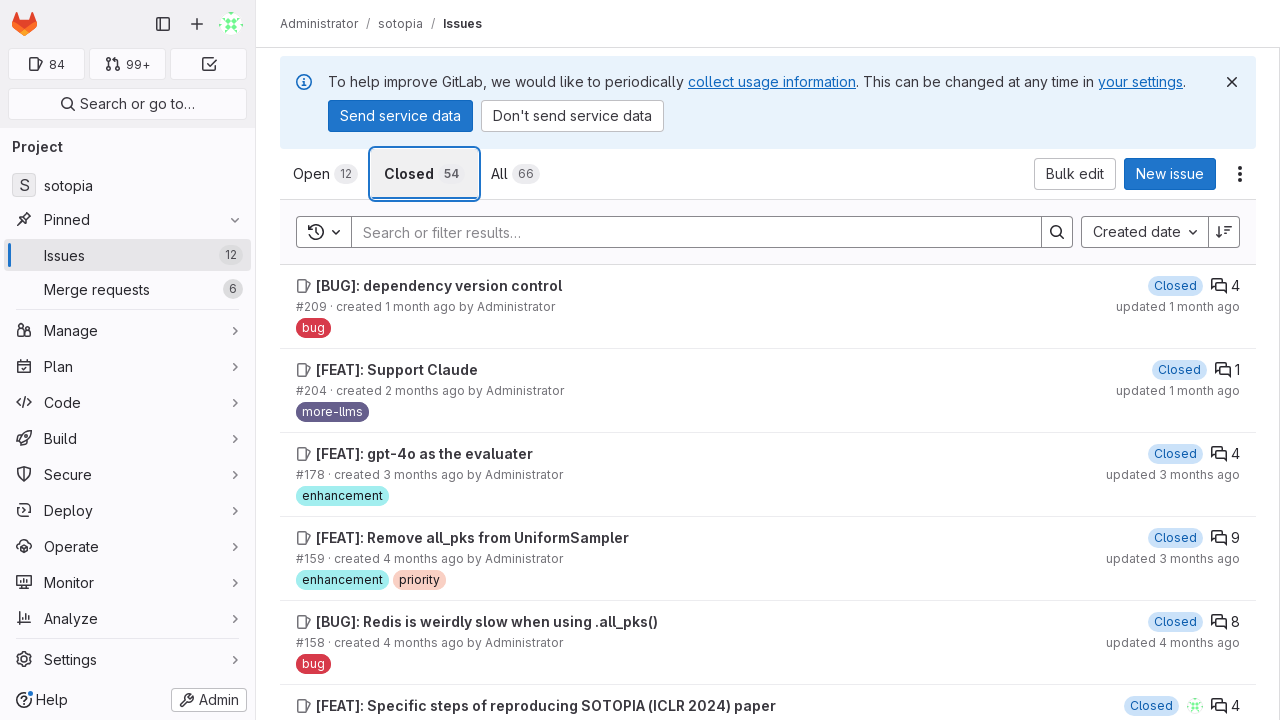 Administrator / sotopia / Issues
84 99+
Search or go to…
To help improve GitLab, we would like to periodically collect usage information. This can be changed at any time in your settings.
Send service data Don't send service data
Project
sotopia
Pinned
Issues 12
Merge requests 6
Manage
Plan
Code
Build
Secure
Deploy
Operate
Monitor
Analyze
Settings
Help Admin
Open 12 Closed 54 All 66 Bulk edit New issue
Search or filter results… Created date
[BUG]: dependency version control Closed 4
#209 · created 1 month ago by Administrator updated 1 month ago
bug
[FEAT]: Support Claude Closed 1
#204 · created 2 months ago by Administrator updated 1 month ago
more-llms
[FEAT]: gpt-4o as the evaluater Closed 4
#178 · created 3 months ago by Administrator updated 3 months ago
enhancement
[FEAT]: Remove all_pks from UniformSampler Closed 9
#159 · created 4 months ago by Administrator updated 3 months ago
enhancement priority
[BUG]: Redis is weirdly slow when using .all_pks() Closed 8
#158 · created 4 months ago by Administrator updated 4 months ago
bug
[FEAT]: Specific steps of reproducing SOTOPIA (ICLR 2024) paper Closed 4